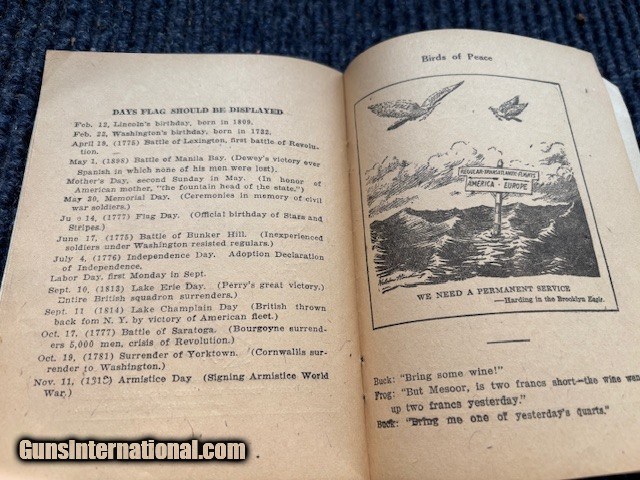 DAYS FLAG SHOULD BE DISPLAYED
Feb. 12, Lincoln's birthday, born in 1809.
Feb. 22, Washington's birthday, born in 1722.
April 19, (1775) Battle of Lexington, first battle of Revolu-
tion.
May 1, (1898) Battle of Manila Bay. (Dewey's victory over
Spanish in which none of his men were lost).
Mother's Day, second Sunday in May. (In honor of
American mother, "the fountain head of the state.")
May 30, Memorial Day. (Ceremonies in memory of civil
war soldiers.)
Ju e 14, (1777) Flag Day. (Official birthday of Stars and
Stripes.)
June 17, (1775) Battle of Bunker Hill. (Inexperienced
soldiers under Washington resisted regulars.)
July 4, (1776) Independence Day. Adoption Declaration
of Independence.
Labor Day, first Monday in Sept.
Sept. 10, (1813) Lake Erie Day. (Perry's great victory.)
Entire British squadron surrenders.)
Sept. 11 (1814) Lake Champlain Day (British thrown
back fom N. Y. by victory of American fleet.)
Oct. 17, (1777) Battle of Saratoga. (Bourgoyne surrend-
ers 5,000 men, crisis of Revolution.)
Oct. 19, (1781) Surrender of Yorktown. (Cornwallis sur-
render to Washington.)
Nov. 11, Armistice Day (Signing Armistice World
War.)
Birds of Peace
REGULAR TRANSATLANTIC FLIGHTS
AMERICA - EUROPE
WE NEED A PERMANENT SERVICE
—Harding in the Brooklyn Eagle.
Buck: "Bring some wine!"
Frog: "But Mesoor, is two francs short—the wine wen
up two francs yesterday."
Buck: "Bring me one of yesterday's quarts."
GunsInternational.com